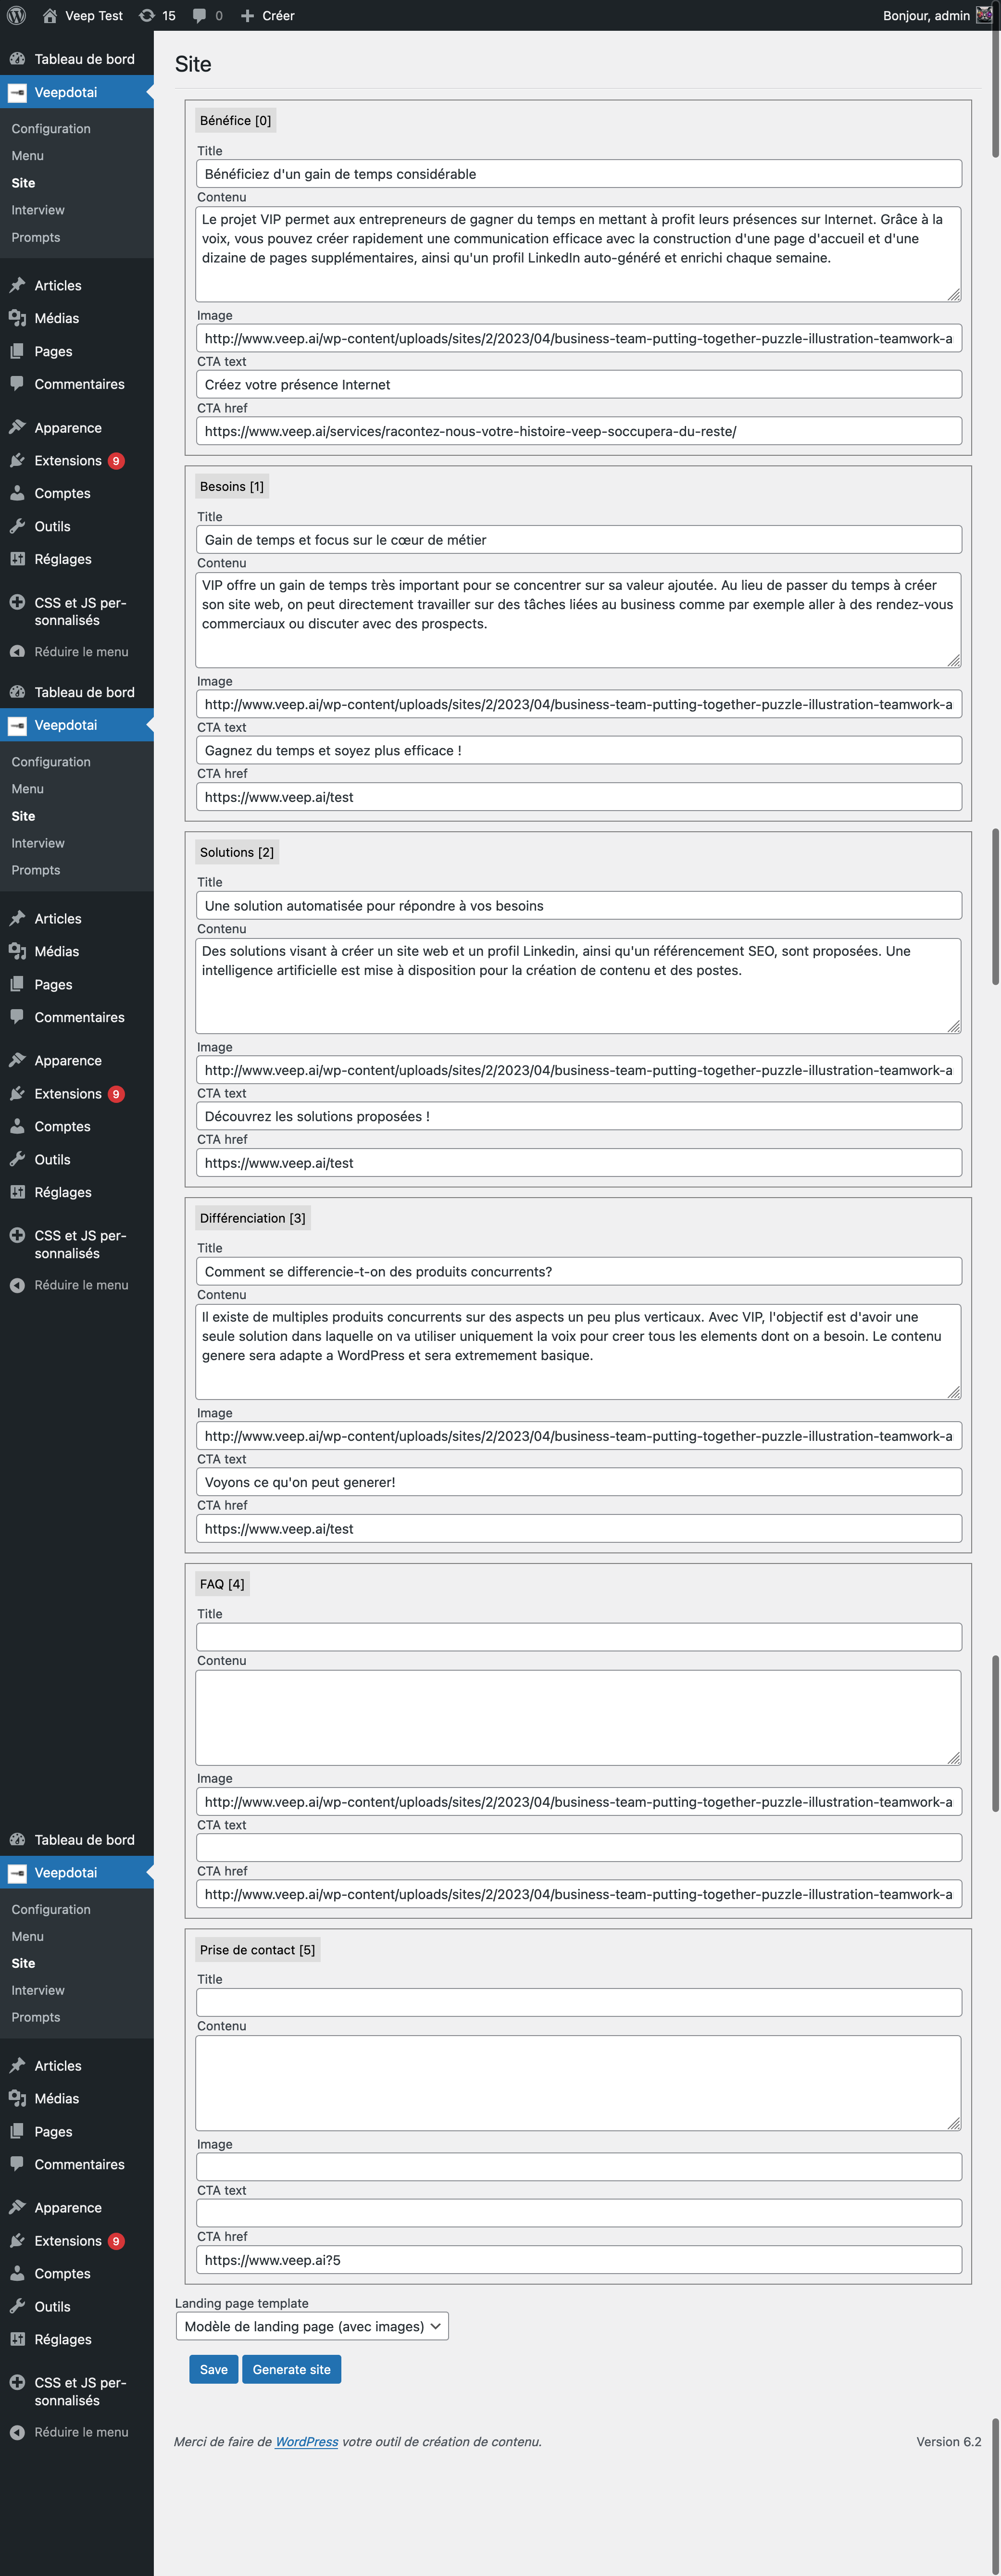 Veep Test 15 0 Créer Bonjour, admin
Tableau de bord
Veepdotai
Configuration
Menu
Site
Interview
Prompts
Articles
Médias
Pages
Commentaires
Apparence
Extensions 9
Comptes
Outils
Réglages
CSS et JS per-
sonnalisés
Réduire le menu
Tableau de bord
Veepdotai
Configuration
Menu
Site
Interview
Prompts
Articles
Médias
Pages
Commentaires
Apparence
Extensions 9
Comptes
Outils
Réglages
CSS et JS per-
sonnalisés
Réduire le menu
Tableau de bord
Veepdotai
Configuration
Menu
Site
Interview
Prompts
Articles
Médias
Pages
Commentaires
Apparence
Extensions 9
Comptes
Outils
Réglages
CSS et JS per-
sonnalisés
Réduire le menu
Site
Bénéfice [0]
Title
Bénéficiez d'un gain de temps considérable
Contenu
Le projet VIP permet aux entrepreneurs de gagner du temps en mettant à profit leurs présences sur Internet. Grâce à la
voix, vous pouvez créer rapidement une communication efficace avec la construction d'une page d'accueil et d'une
dizaine de pages supplémentaires, ainsi qu'un profil LinkedIn auto-généré et enrichi chaque semaine.
Image
http://www.veep.ai/wp-content/uploads/sites/2/2023/04/business-team-putting-together-puzzle-illustration-teamwork-a
CTA text
Créez votre présence Internet
CTA href
https://www.veep.ai/services/racontez-nous-votre-histoire-veep-soccupera-du-reste/
Besoins [1]
Title
Gain de temps et focus sur le cœur de métier
Contenu
VIP offre un gain de temps très important pour se concentrer sur sa valeur ajoutée. Au lieu de passer du temps à créer
son site web, on peut directement travailler sur des tâches liées au business comme par exemple aller à des rendez-vous
commerciaux ou discuter avec des prospects.
Image
http://www.veep.ai/wp-content/uploads/sites/2/2023/04/business-team-putting-together-puzzle-illustration-teamwork-a
CTA text
Gagnez du temps et soyez plus efficace !
CTA href
https://www.veep.ai/test
Solutions [2]
Title
Une solution automatisée pour répondre à vos besoins
Contenu
Des solutions visant à créer un site web et un profil Linkedin, ainsi qu'un référencement SEO, sont proposées. Une
intelligence artificielle est mise à disposition pour la création de contenu et des postes.
Image
http://www.veep.ai/wp-content/uploads/sites/2/2023/04/business-team-putting-together-puzzle-illustration-teamwork-a
CTA text
Découvrez les solutions proposées !
CTA href
https://www.veep.ai/test
Différenciation [3]
Title
Comment se differencie-t-on des produits concurrents?
Contenu
Il existe de multiples produits concurrents sur des aspects un peu plus verticaux. Avec VIP, l'objectif est d'avoir une
seule solution dans laquelle on va utiliser uniquement la voix pour creer tous les elements dont on a besoin. Le contenu
genere sera adapte a WordPress et sera extremement basique.
Image
http://www.veep.ai/wp-content/uploads/sites/2/2023/04/business-team-putting-together-puzzle-illustration-teamwork-a
CTA text
Voyons ce qu'on peut generer!
CTA href
https://www.veep.ai/test
FAQ [4]
Title
Contenu
Image
http://www.veep.ai/wp-content/uploads/sites/2/2023/04/business-team-putting-together-puzzle-illustration-teamwork-a
CTA text
CTA href
http://www.veep.ai/wp-content/uploads/sites/2/2023/04/business-team-putting-together-puzzle-illustration-teamwork-a
Prise de contact [5]
Title
Contenu
Image
CTA text
CTA href
https://www.veep.ai?5
Landing page template
Modèle de landing page (avec images)
Save Generate site
Merci de faire de WordPress votre outil de création de contenu. Version 6.2